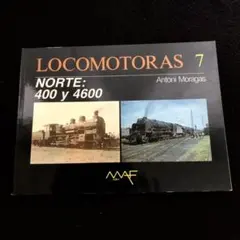 LOCOMOTORAS 7
Antoni Moragas
NORTE:
400 y 4600
MAF